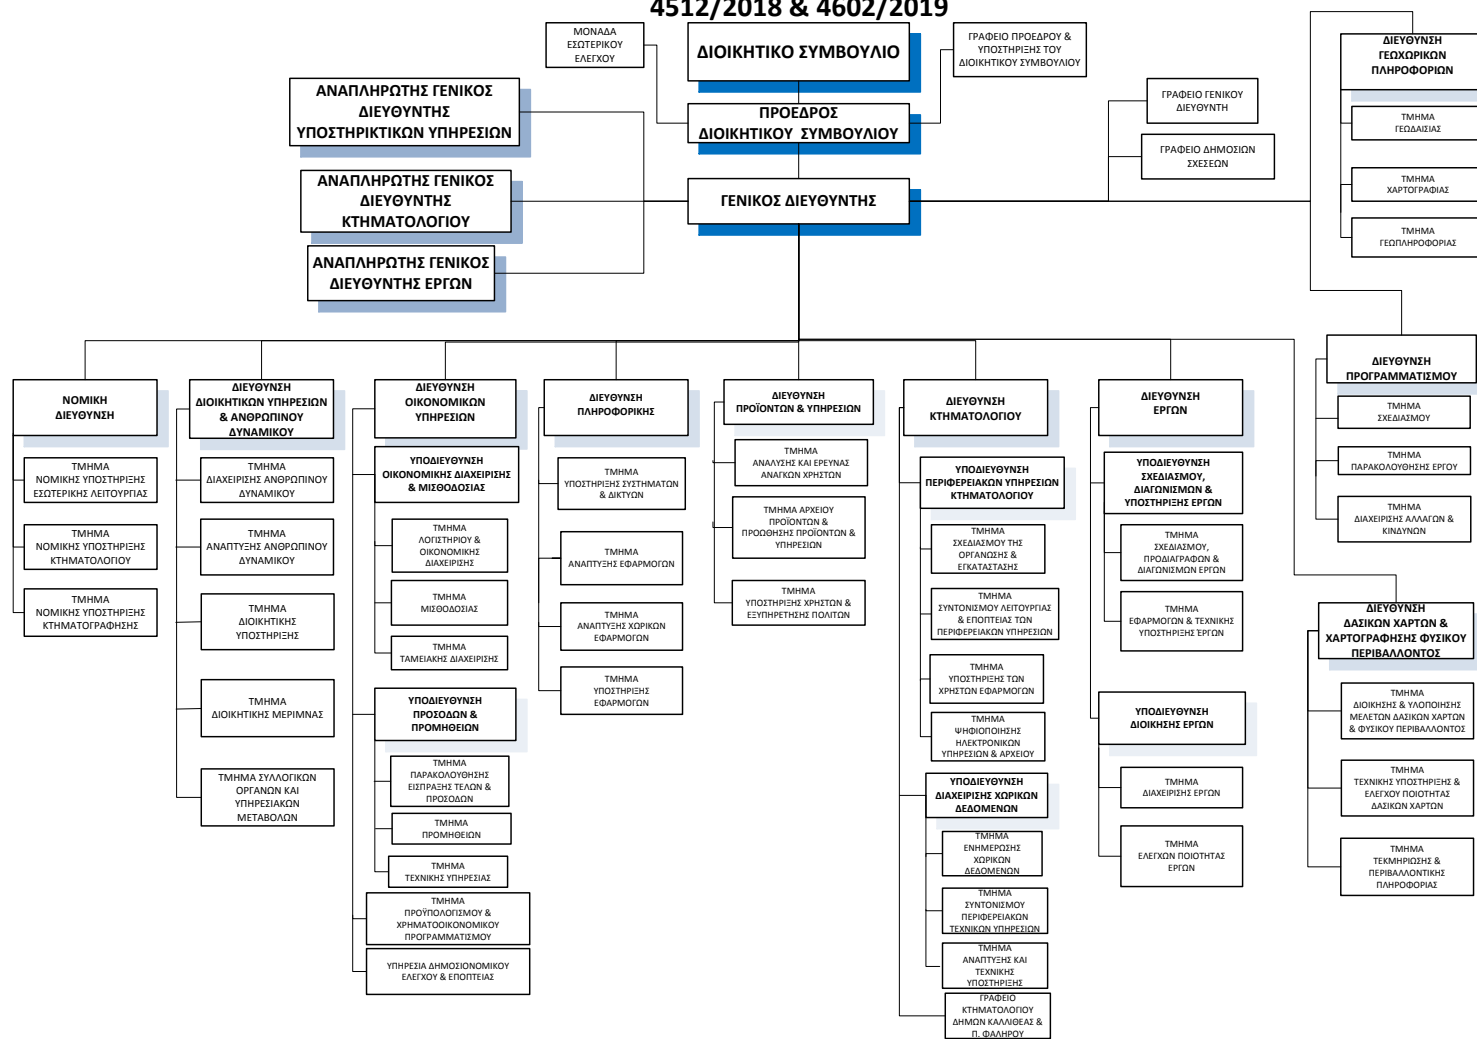 4512/2018 & 4602/2019
ΔΙΟΙΚΗΤΙΚΟ ΣΥΜΒΟΥΛΙΟ
ΜΟΝΑΔΑ
ΕΣΩΤΕΡΙΚΟΥ
ΕΛΕΓΧΟΥ
ΓΡΑΦΕΙΟ ΠΡΟΕΔΡΟΥ &
ΥΠΟΣΤΗΡΙΞΗΣ ΤΟΥ
ΔΙΟΙΚΗΤΙΚΟΥ ΣΥΜΒΟΥΛΙΟΥ
ΠΡΟΕΔΡΟΣ
ΔΙΟΙΚΗΤΙΚΟΥ ΣΥΜΒΟΥΛΙΟΥ
ΓΕΝΙΚΟΣ ΔΙΕΥΘΥΝΤΗΣ
ΑΝΑΠΛΗΡΩΤΗΣ ΓΕΝΙΚΟΣ
ΔΙΕΥΘΥΝΤΗΣ
ΥΠΟΣΤΗΡΙΚΤΙΚΩΝ ΥΠΗΡΕΣΙΩΝ
ΑΝΑΠΛΗΡΩΤΗΣ ΓΕΝΙΚΟΣ
ΔΙΕΥΘΥΝΤΗΣ
ΚΤΗΜΑΤΟΛΟΓΙΟΥ
ΑΝΑΠΛΗΡΩΤΗΣ ΓΕΝΙΚΟΣ
ΔΙΕΥΘΥΝΤΗΣ ΕΡΓΩΝ
ΓΡΑΦΕΙΟ ΓΕΝΙΚΟΥ
ΔΙΕΥΘΥΝΤΗ
ΓΡΑΦΕΙΟ ΔΗΜΟΣΙΩΝ
ΣΧΕΣΕΩΝ
ΔΙΕΥΘΥΝΣΗ
ΓΕΩΧΩΡΙΚΩΝ
ΠΛΗΡΟΦΟΡΙΩΝ
ΤΜΗΜΑ
ΓΕΩΔΑΙΣΙΑΣ
ΤΜΗΜΑ
ΧΑΡΤΟΓΡΑΦΙΑΣ
ΤΜΗΜΑ
ΓΕΩΠΛΗΡΟΦΟΡΙΑΣ
ΔΙΕΥΘΥΝΣΗ
ΠΡΟΓΡΑΜΜΑΤΙΣΜΟΥ
ΤΜΗΜΑ
ΣΧΕΔΙΑΣΜΟΥ
ΤΜΗΜΑ
ΠΑΡΑΚΟΛΟΥΘΗΣΗΣ ΕΡΓΟΥ
ΤΜΗΜΑ
ΔΙΑΧΕΙΡΙΣΗΣ ΑΛΛΑΓΩΝ &
ΚΙΝΔΥΝΩΝ
ΝΟΜΙΚΗ
ΔΙΕΥΘΥΝΣΗ
ΤΜΗΜΑ
ΝΟΜΙΚΗΣ ΥΠΟΣΤΗΡΙΞΗΣ
ΕΣΩΤΕΡΙΚΗΣ ΛΕΙΤΟΥΡΓΙΑΣ
ΤΜΗΜΑ
ΝΟΜΙΚΗΣ ΥΠΟΣΤΗΡΙΞΗΣ
ΚΤΗΜΑΤΟΛΟΓΙΟΥ
ΤΜΗΜΑ
ΝΟΜΙΚΗΣ ΥΠΟΣΤΗΡΙΞΗΣ
ΚΤΗΜΑΤΟΓΡΑΦΗΣΗΣ
ΔΙΕΥΘΥΝΣΗ
ΔΙΟΙΚΗΤΙΚΩΝ ΥΠΗΡΕΣΙΩΝ
& ΑΝΘΡΩΠΙΝΟΥ
ΔΥΝΑΜΙΚΟΥ
ΤΜΗΜΑ
ΔΙΑΧΕΙΡΙΣΗΣ ΑΝΘΡΩΠΙΝΟΥ
ΔΥΝΑΜΙΚΟΥ
ΤΜΗΜΑ
ΑΝΑΠΤΥΞΗΣ ΑΝΘΡΩΠΙΝΟΥ
ΔΥΝΑΜΙΚΟΥ
ΤΜΗΜΑ
ΔΙΟΙΚΗΤΙΚΗΣ
ΥΠΟΣΤΗΡΙΞΗΣ
ΤΜΗΜΑ
ΔΙΟΙΚΗΤΙΚΗΣ ΜΕΡΙΜΝΑΣ
ΤΜΗΜΑ ΣΥΛΛΟΓΙΚΩΝ
ΟΡΓΑΝΩΝ ΚΑΙ
ΥΠΗΡΕΣΙΑΚΩΝ
ΜΕΤΑΒΟΛΩΝ
ΔΙΕΥΘΥΝΣΗ
ΟΙΚΟΝΟΜΙΚΩΝ
ΥΠΗΡΕΣΙΩΝ
ΥΠΟΔΙΕΥΘΥΝΣΗ
ΟΙΚΟΝΟΜΙΚΗΣ ΔΙΑΧΕΙΡΙΣΗΣ
& ΜΙΣΘΟΔΟΣΙΑΣ
ΤΜΗΜΑ
ΛΟΓΙΣΤΗΡΙΟΥ &
ΟΙΚΟΝΟΜΙΚΗΣ
ΔΙΑΧΕΙΡΙΣΗΣ
ΤΜΗΜΑ
ΜΙΣΘΟΔΟΣΙΑΣ
ΤΜΗΜΑ
ΤΑΜΕΙΑΚΗΣ ΔΙΑΧΕΙΡΙΣΗΣ
ΥΠΟΔΙΕΥΘΥΝΣΗ
ΠΡΟΣΟΔΩΝ &
ΠΡΟΜΗΘΕΙΩΝ
ΤΜΗΜΑ
ΠΑΡΑΚΟΛΟΥΘΗΣΗΣ
ΕΙΣΠΡΑΞΗΣ ΤΕΛΩΝ &
ΠΡΟΣΟΔΩΝ
ΤΜΗΜΑ
ΠΡΟΜΗΘΕΙΩΝ
ΤΜΗΜΑ
ΤΕΧΝΙΚΗΣ ΥΠΗΡΕΣΙΑΣ
ΤΜΗΜΑ
ΠΡΟΫΠΟΛΟΓΙΣΜΟΥ &
ΧΡΗΜΑΤΟΟΙΚΟΝΟΜΙΚΟΥ
ΠΡΟΓΡΑΜΜΑΤΙΣΜΟΥ
ΥΠΗΡΕΣΙΑ ΔΗΜΟΣΙΟΝΟΜΙΚΟΥ
ΕΛΕΓΧΟΥ & ΕΠΟΠΤΕΙΑΣ
ΔΙΕΥΘΥΝΣΗ
ΠΛΗΡΟΦΟΡΙΚΗΣ
ΤΜΗΜΑ
ΥΠΟΣΤΗΡΙΞΗΣ ΣΥΣΤΗΜΑΤΩΝ
& ΔΙΚΤΥΩΝ
ΤΜΗΜΑ
ΑΝΑΠΤΥΞΗΣ ΕΦΑΡΜΟΓΩΝ
ΤΜΗΜΑ
ΑΝΑΠΤΥΞΗΣ ΧΩΡΙΚΩΝ
ΕΦΑΡΜΟΓΩΝ
ΤΜΗΜΑ
ΥΠΟΣΤΗΡΙΞΗΣ
ΕΦΑΡΜΟΓΩΝ
ΔΙΕΥΘΥΝΣΗ
ΠΡΟΪΟΝΤΩΝ & ΥΠΗΡΕΣΙΩΝ
ΤΜΗΜΑ
ΑΝΑΛΥΣΗΣ ΚΑΙ ΕΡΕΥΝΑΣ
ΑΝΑΓΚΩΝ ΧΡΗΣΤΩΝ
ΤΜΗΜΑ ΑΡΧΕΙΟΥ
ΠΡΟΪΟΝΤΩΝ &
ΠΡΟΩΘΗΣΗΣ ΠΡΟΪΟΝΤΩΝ &
ΥΠΗΡΕΣΙΩΝ
ΤΜΗΜΑ
ΥΠΟΣΤΗΡΙΞΗΣ ΧΡΗΣΤΩΝ &
ΕΞΥΠΗΡΕΤΗΣΗΣ ΠΟΛΙΤΩΝ
ΔΙΕΥΘΥΝΣΗ
ΚΤΗΜΑΤΟΛΟΓΙΟΥ
ΥΠΟΔΙΕΥΘΥΝΣΗ
ΠΕΡΙΦΕΡΕΙΑΚΩΝ ΥΠΗΡΕΣΙΩΝ
ΚΤΗΜΑΤΟΛΟΓΙΟΥ
ΤΜΗΜΑ
ΣΧΕΔΙΑΣΜΟΥ ΤΗΣ
ΟΡΓΑΝΩΣΗΣ &
ΕΓΚΑΤΑΣΤΑΣΗΣ
ΤΜΗΜΑ
ΣΥΝΤΟΝΙΣΜΟΥ ΛΕΙΤΟΥΡΓΙΑΣ
& ΕΠΟΠΤΕΙΑΣ ΤΩΝ
ΠΕΡΙΦΕΡΕΙΑΚΩΝ ΥΠΗΡΕΣΙΩΝ
ΤΜΗΜΑ
ΥΠΟΣΤΗΡΙΞΗΣ ΤΩΝ
ΧΡΗΣΤΩΝ ΕΦΑΡΜΟΓΩΝ
ΤΜΗΜΑ
ΨΗΦΙΟΠΟΙΗΣΗΣ
ΗΛΕΚΤΡΟΝΙΚΩΝ
ΥΠΗΡΕΣΙΩΝ & ΑΡΧΕΙΟΥ
ΥΠΟΔΙΕΥΘΥΝΣΗ
ΔΙΑΧΕΙΡΙΣΗΣ ΧΩΡΙΚΩΝ
ΔΕΔΟΜΕΝΩΝ
ΤΜΗΜΑ
ΕΝΗΜΕΡΩΣΗΣ
ΧΩΡΙΚΩΝ
ΔΕΔΟΜΕΝΩΝ
ΤΜΗΜΑ
ΣΥΝΤΟΝΙΣΜΟΥ
ΠΕΡΙΦΕΡΕΙΑΚΩΝ
ΤΕΧΝΙΚΩΝ ΥΠΗΡΕΣΙΩΝ
ΤΜΗΜΑ
ΑΝΑΠΤΥΞΗΣ ΚΑΙ
ΤΕΧΝΙΚΗΣ
ΥΠΟΣΤΗΡΙΞΗΣ
ΓΡΑΦΕΙΟ
ΚΤΗΜΑΤΟΛΟΓΙΟΥ
ΔΗΜΩΝ ΚΑΛΛΙΘΕΑΣ &
Π. ΦΑΛΗΡΟΥ
ΔΙΕΥΘΥΝΣΗ
ΕΡΓΩΝ
ΥΠΟΔΙΕΥΘΥΝΣΗ
ΣΧΕΔΙΑΣΜΟΥ,
ΔΙΑΓΩΝΙΣΜΩΝ &
ΥΠΟΣΤΗΡΙΞΗΣ ΕΡΓΩΝ
ΤΜΗΜΑ
ΣΧΕΔΙΑΣΜΟΥ,
ΠΡΟΔΙΑΓΡΑΦΩΝ &
ΔΙΑΓΩΝΙΣΜΩΝ ΕΡΓΩΝ
ΤΜΗΜΑ
ΕΦΑΡΜΟΓΩΝ & ΤΕΧΝΙΚΗΣ
ΥΠΟΣΤΗΡΙΞΗΣ ΈΡΓΩΝ
ΥΠΟΔΙΕΥΘΥΝΣΗ
ΔΙΟΙΚΗΣΗΣ ΕΡΓΩΝ
ΤΜΗΜΑ
ΔΙΑΧΕΙΡΙΣΗΣ ΕΡΓΩΝ
ΤΜΗΜΑ
ΕΛΕΓΧΩΝ ΠΟΙΟΤΗΤΑΣ
ΕΡΓΩΝ
ΔΙΕΥΘΥΝΣΗ
ΔΑΣΙΚΩΝ ΧΑΡΤΩΝ &
ΧΑΡΤΟΓΡΑΦΗΣΗΣ ΦΥΣΙΚΟΥ
ΠΕΡΙΒΑΛΛΟΝΤΟΣ
ΤΜΗΜΑ
ΔΙΟΙΚΗΣΗΣ & ΥΛΟΠΟΙΗΣΗΣ
ΜΕΛΕΤΩΝ ΔΑΣΙΚΩΝ ΧΑΡΤΩΝ
& ΦΥΣΙΚΟΥ ΠΕΡΙΒΑΛΛΟΝΤΟΣ
ΤΜΗΜΑ
ΤΕΧΝΙΚΗΣ ΥΠΟΣΤΗΡΙΞΗΣ &
ΕΛΕΓΧΟΥ ΠΟΙΟΤΗΤΑΣ
ΔΑΣΙΚΩΝ ΧΑΡΤΩΝ
ΤΜΗΜΑ
ΤΕΚΜΗΡΙΩΣΗΣ &
ΠΕΡΙΒΑΛΛΟΝΤΙΚΗΣ
ΠΛΗΡΟΦΟΡΙΑΣ